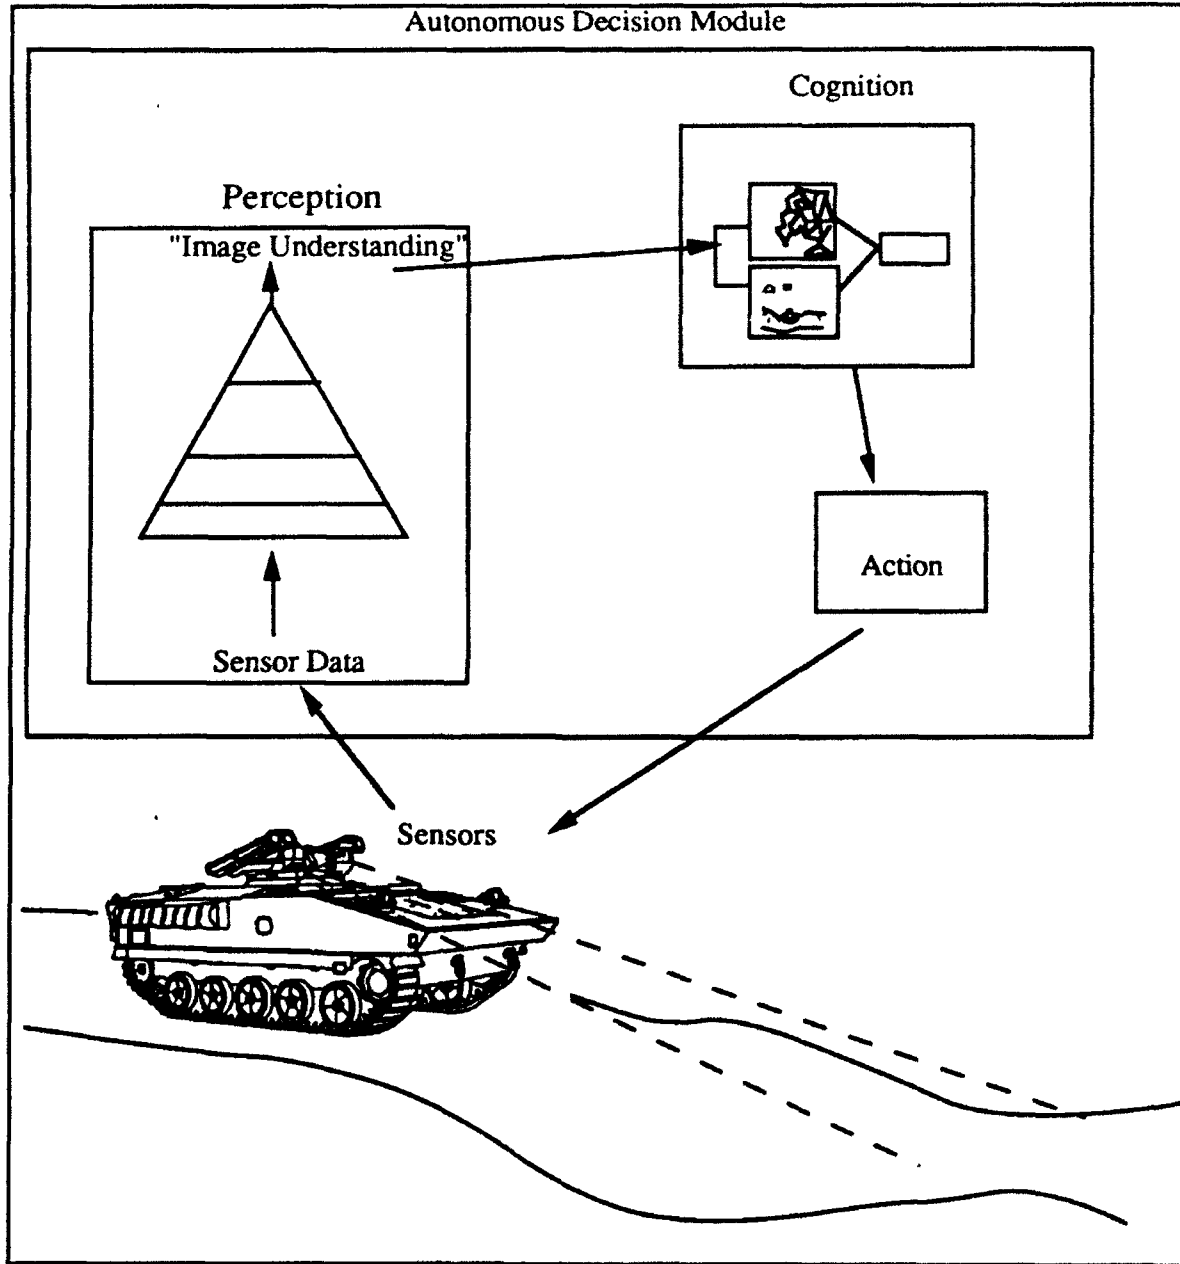 Autonomous Decision Module
Cognition
Perception
"Image Understanding"
Action
Sensor Data
Sensors